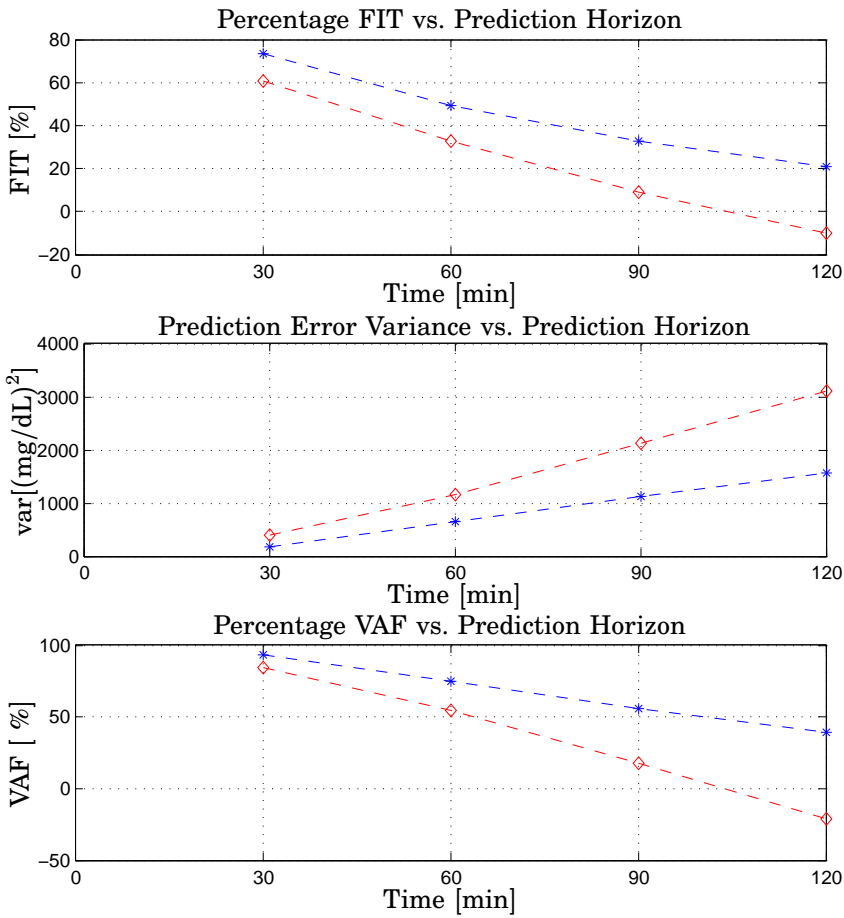 Percentage FIT vs. Prediction Horizon
80
60
40
20
0
−20
FIT [%]
0 30 60 90 120
Time [min]
Prediction Error Variance vs. Prediction Horizon
4000
3000
2000
1000
0
var[(mg/dL)²]
0 30 60 90 120
Time [min]
Percentage VAF vs. Prediction Horizon
100
50
0
−50
VAF [ %]
0 30 60 90 120
Time [min]